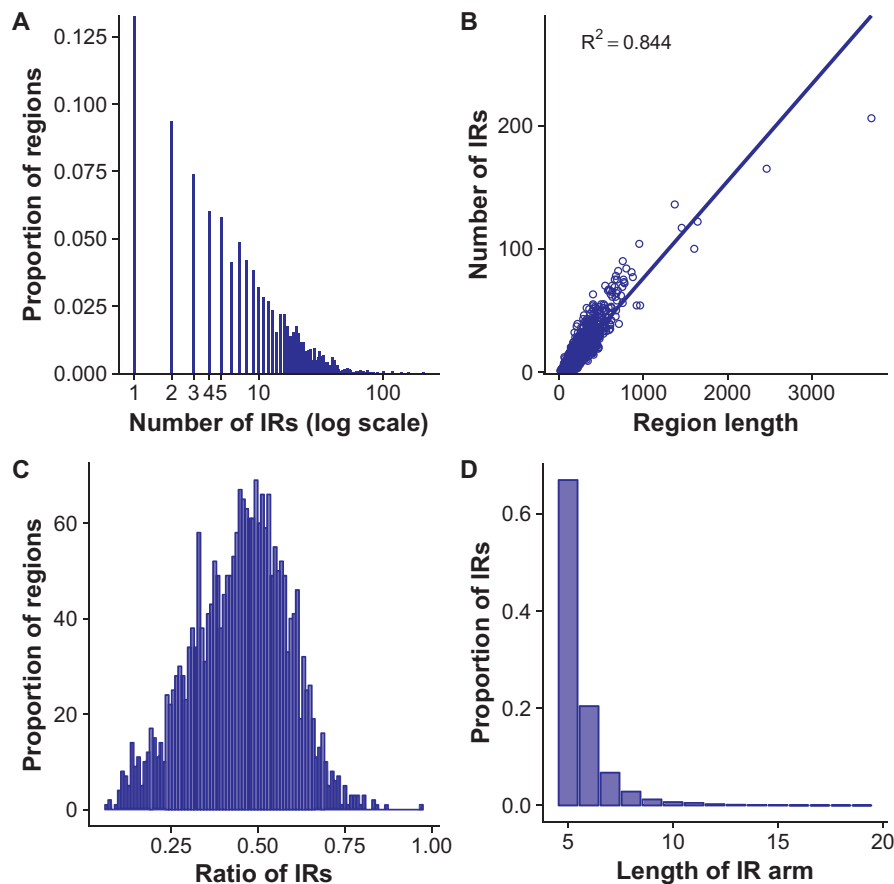 A
Proportion of regions
0.125
0.100
0.075
0.050
0.025
0.000
1 2 3 4 5 10 100
Number of IRs (log scale)
B
R² = 0.844
Number of IRs
200
100
0
0 1000 2000 3000
Region length
C
Proportion of regions
60
40
20
0
0.25 0.50 0.75 1.00
Ratio of IRs
D
Proportion of IRs
0.6
0.4
0.2
0.0
5 10 15 20
Length of IR arm